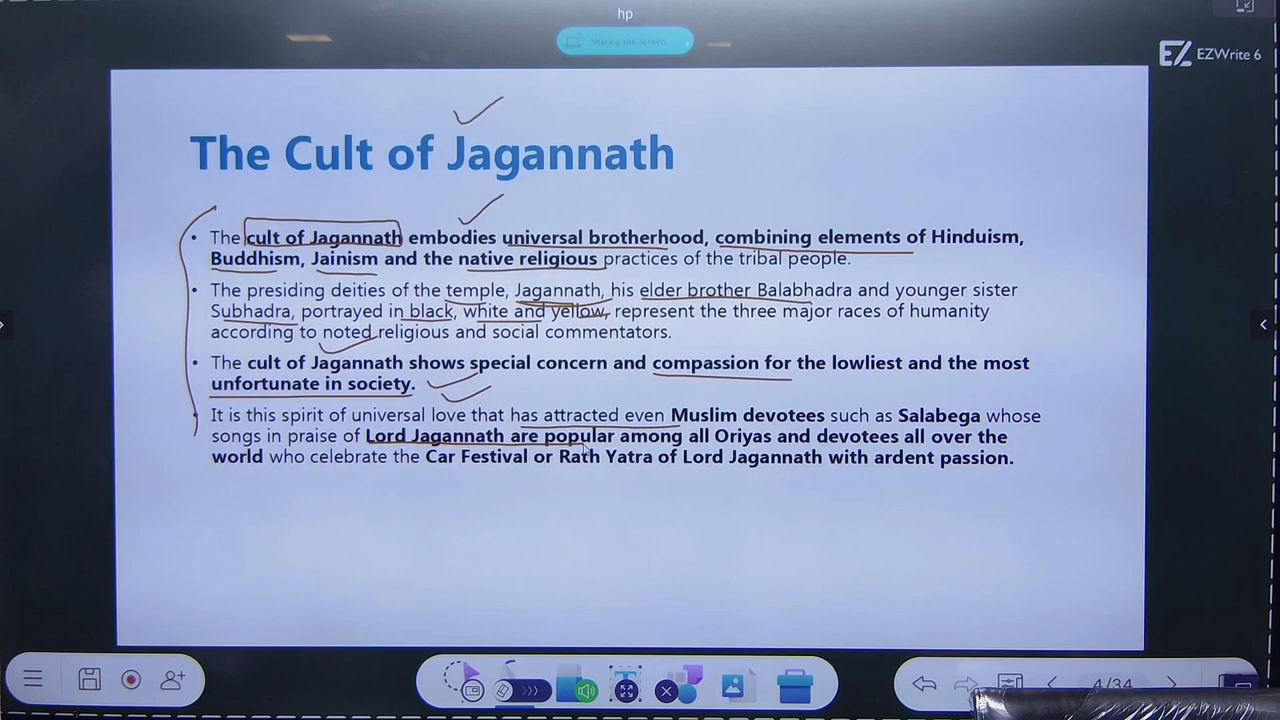 hp
Sharing the screen
EZWrite 6
The Cult of Jagannath
• The cult of Jagannath embodies universal brotherhood, combining elements of Hinduism,
Buddhism, Jainism and the native religious practices of the tribal people.
• The presiding deities of the temple, Jagannath, his elder brother Balabhadra and younger sister
Subhadra, portrayed in black, white and yellow, represent the three major races of humanity
according to noted religious and social commentators.
• The cult of Jagannath shows special concern and compassion for the lowliest and the most
unfortunate in society.
• It is this spirit of universal love that has attracted even Muslim devotees such as Salabega whose
songs in praise of Lord Jagannath are popular among all Oriyas and devotees all over the
world who celebrate the Car Festival or Rath Yatra of Lord Jagannath with ardent passion.
4/34